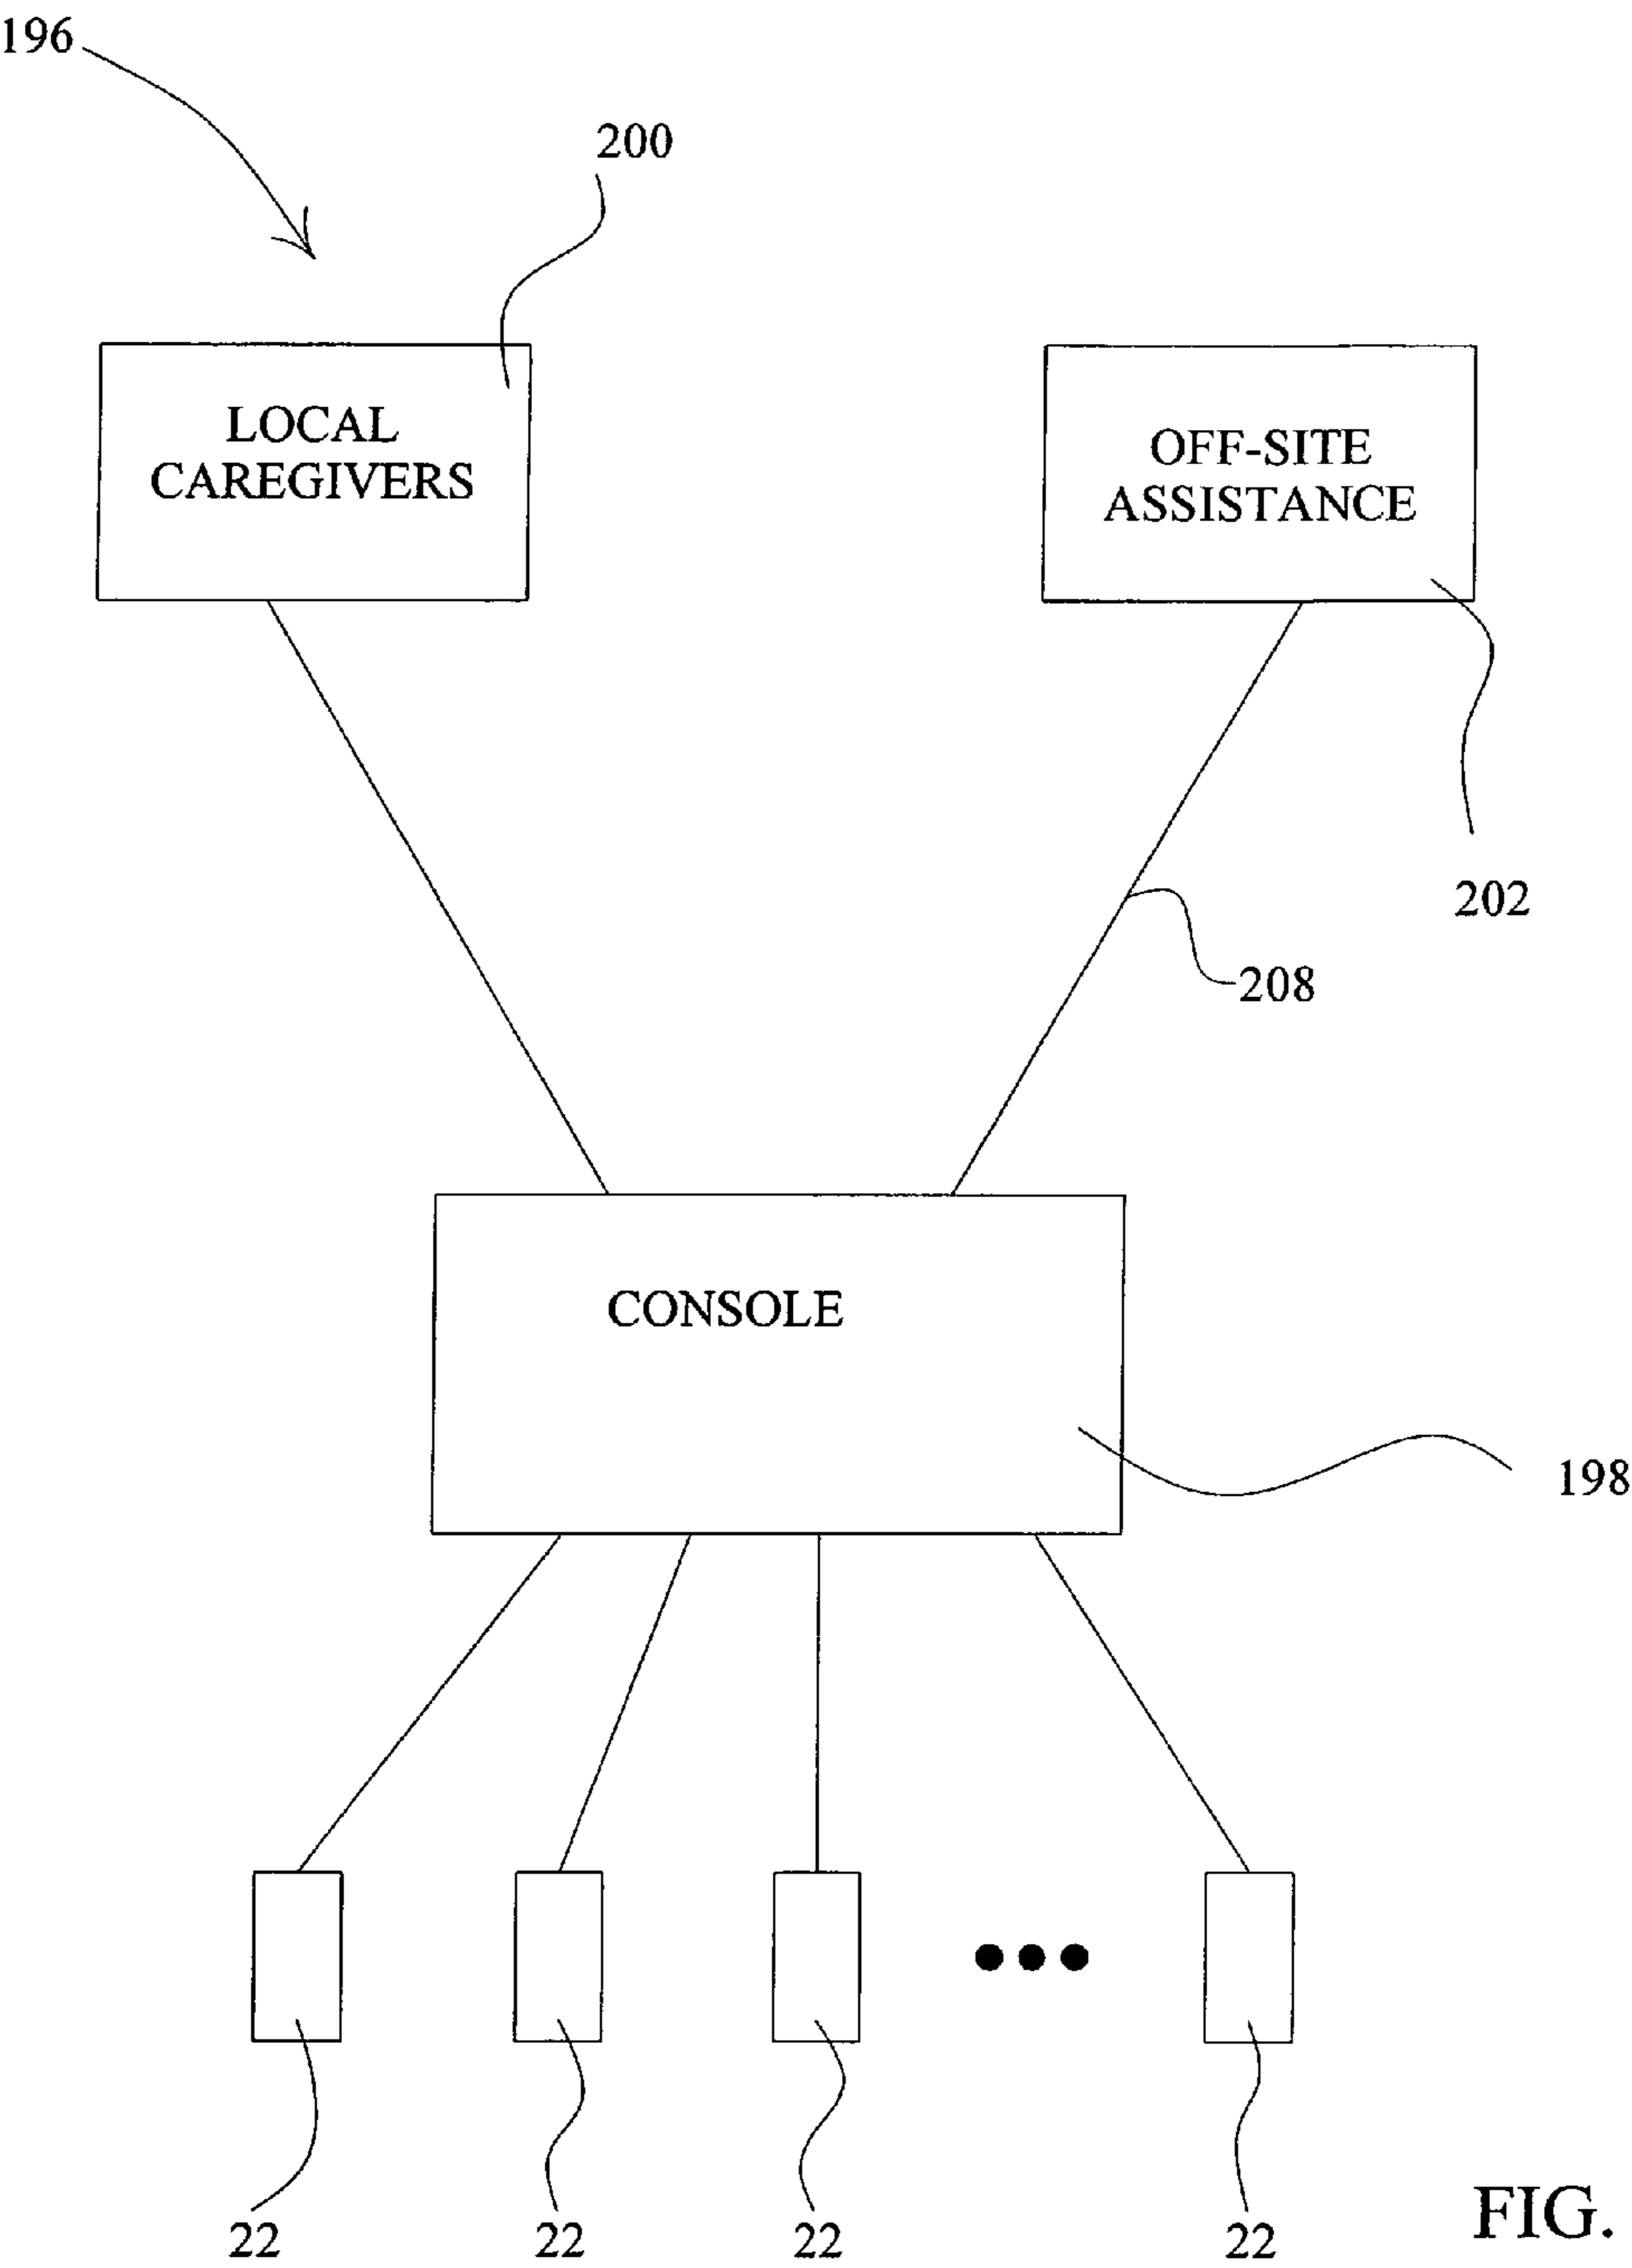 196
200
LOCAL
CAREGIVERS
OFF-SITE
ASSISTANCE
202
208
CONSOLE
198
22
22
22
22
FIG.